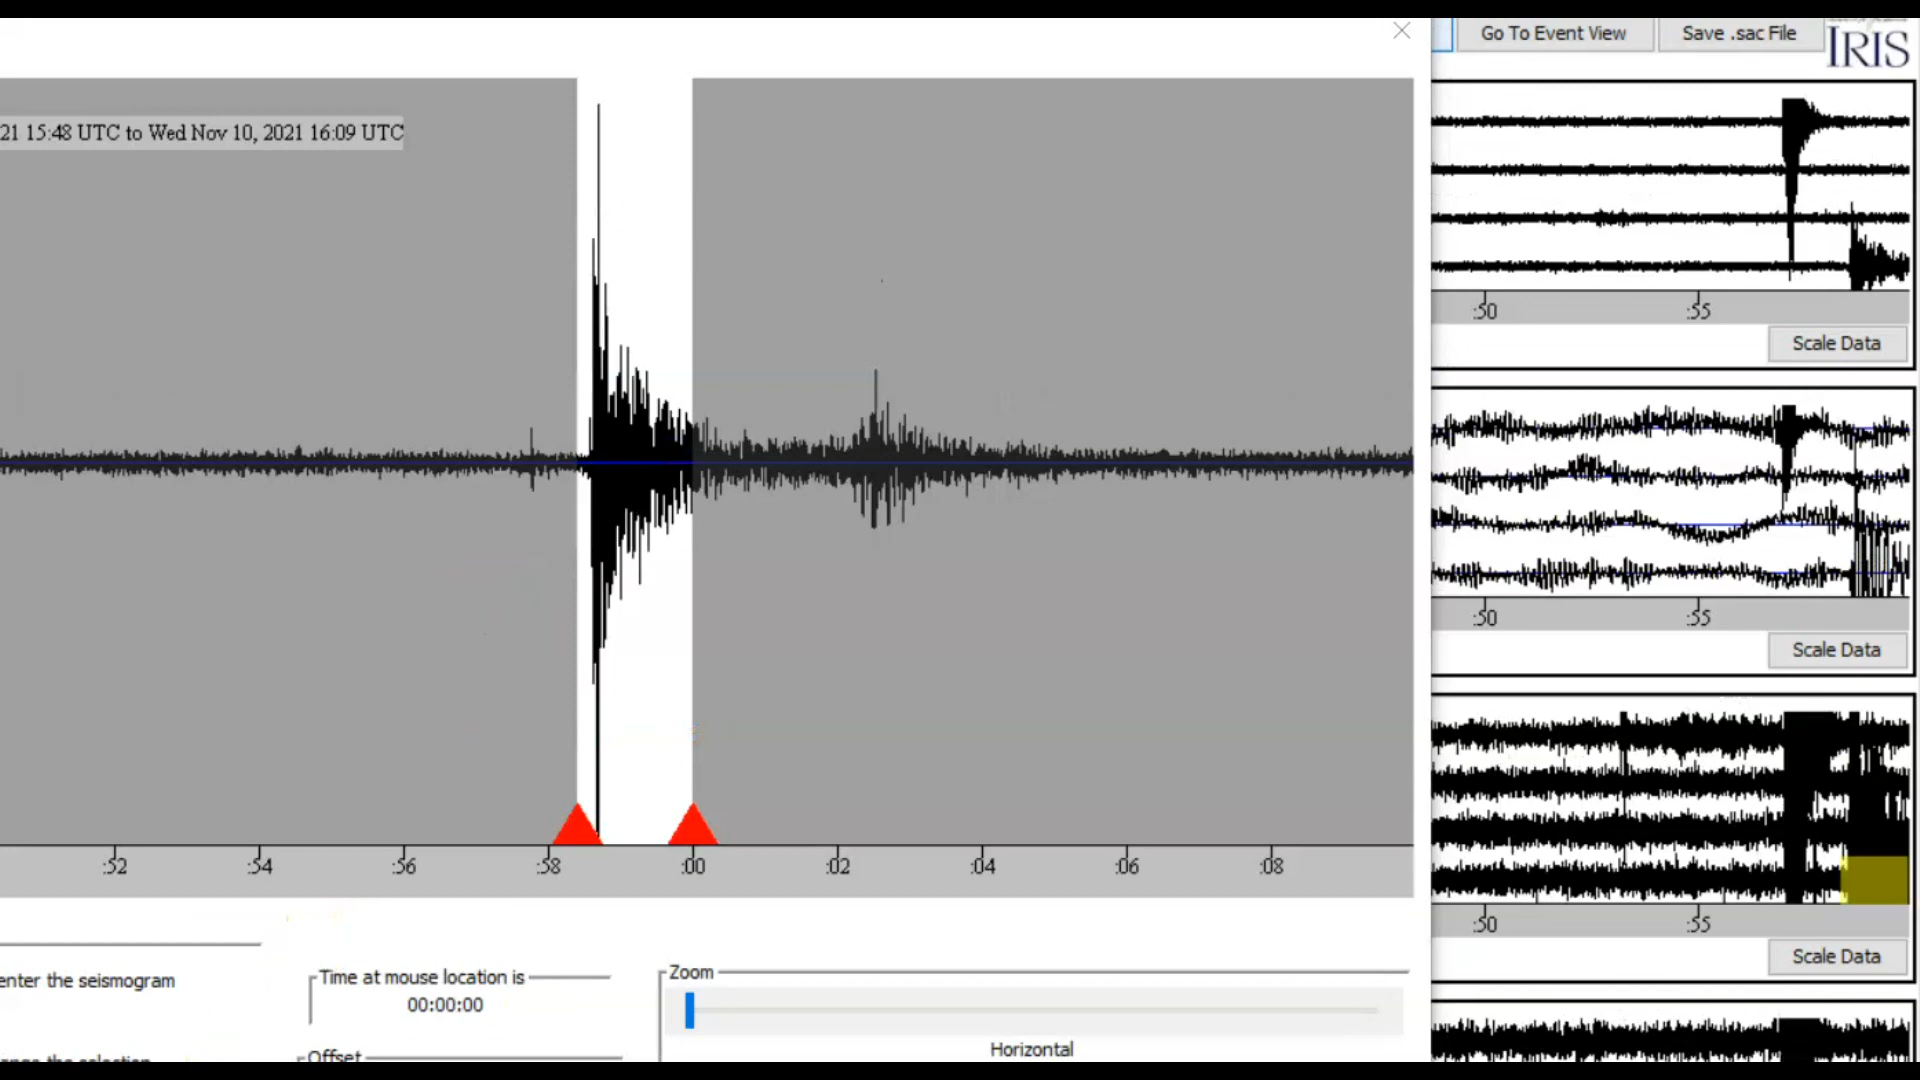 Go To Event View
Save .sac File
IRIS
21 15:48 UTC to Wed Nov 10, 2021 16:09 UTC
:50
:55
Scale Data
:50
:55
Scale Data
:52
:54
:56
:58
:00
:02
:04
:06
:08
:50
:55
Scale Data
enter the seismogram
Time at mouse location is
00:00:00
Zoom
Horizontal
Offset
the selection